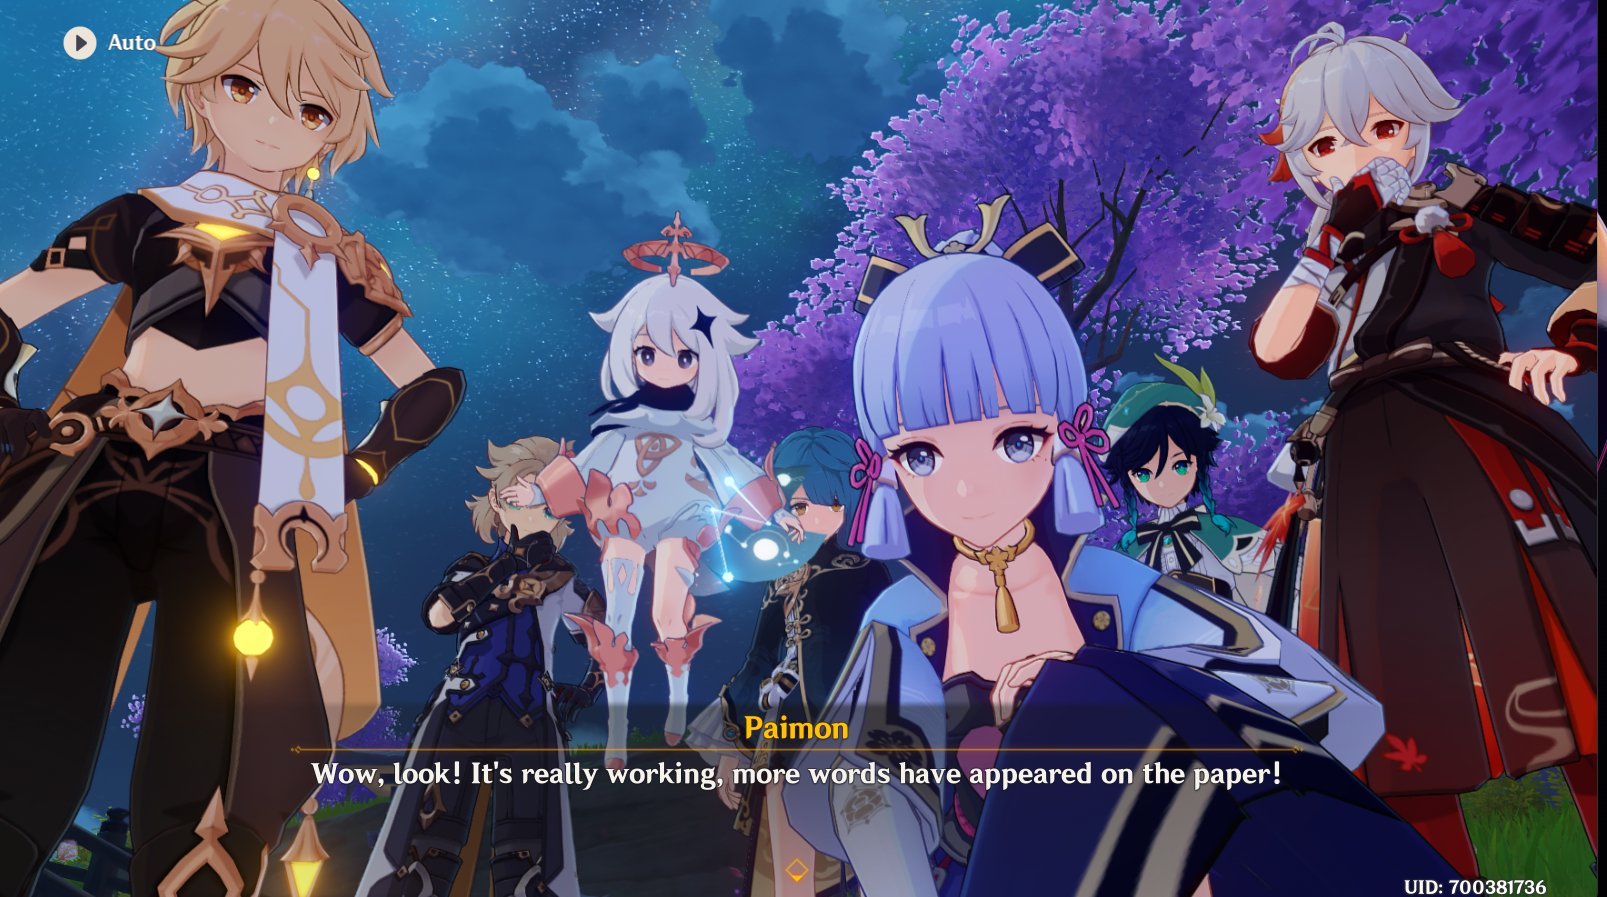 Auto
Paimon
Wow, look! It's really working, more words have appeared on the paper!
UID: 700381736